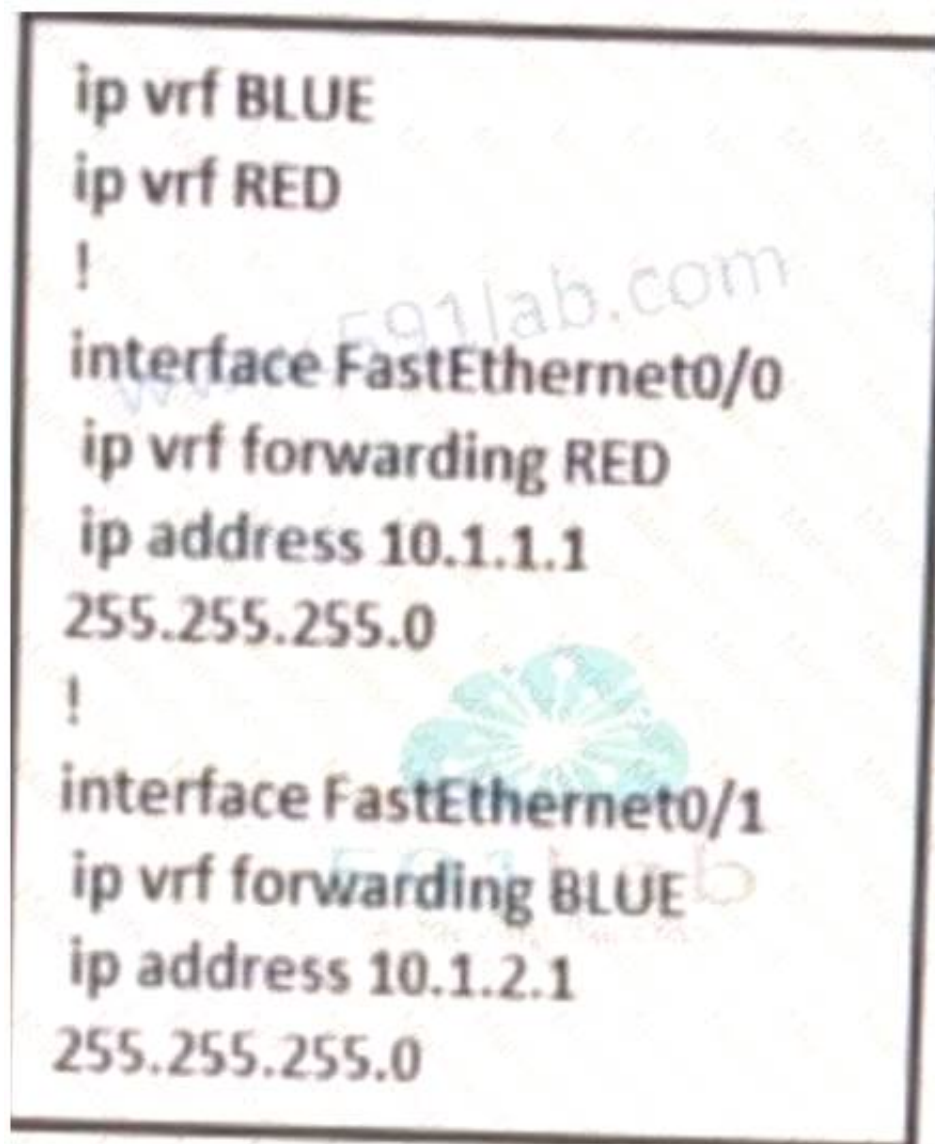 ip vrf BLUE
ip vrf RED
!
591lab.com
interface FastEthernet0/0
ip vrf forwarding RED
ip address 10.1.1.1
255.255.255.0
!
interface FastEthernet0/1
ip vrf forwarding BLUE
ip address 10.1.2.1
255.255.255.0